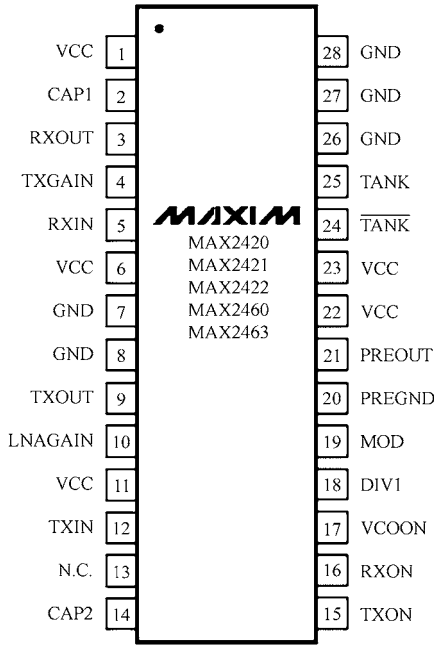 VCC 1 28 GND
CAP1 2 27 GND
RXOUT 3 26 GND
TXGAIN 4 25 TANK
RXIN 5 MAXIM 24 TANK
MAX2420
VCC 6 MAX2421 23 VCC
MAX2422
GND 7 MAX2460 22 VCC
MAX2463
GND 8 21 PREOUT
TXOUT 9 20 PREGND
LNAGAIN 10 19 MOD
VCC 11 18 DIV1
TXIN 12 17 VCOON
N.C. 13 16 RXON
CAP2 14 15 TXON